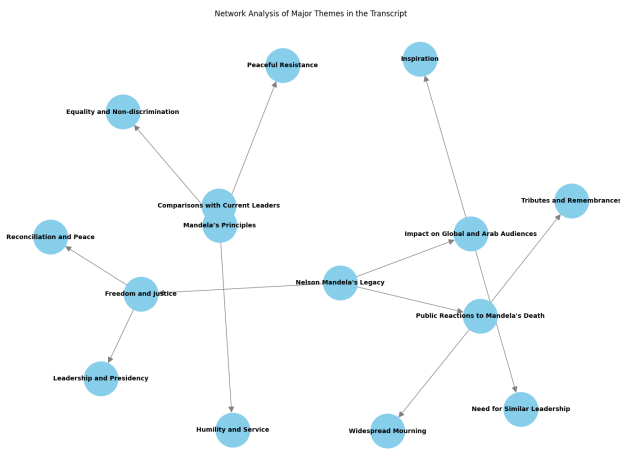 Network Analysis of Major Themes in the Transcript
Inspiration
Peaceful Resistance
Equality and Non-discrimination
Tributes and Remembrances
Comparisons with Current Leaders
Mandela's Principles
Impact on Global and Arab Audiences
Reconciliation and Peace
Nelson Mandela's Legacy
Freedom and Justice
Public Reactions to Mandela's Death
Leadership and Presidency
Need for Similar Leadership
Humility and Service
Widespread Mourning